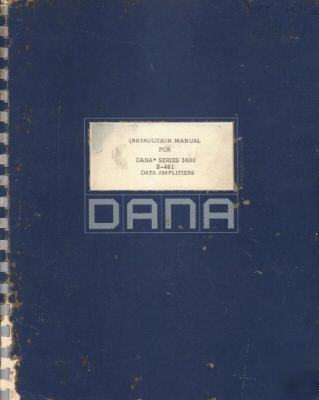 INSTRUCTION MANUAL
FOR
DANA* SERIES 3400
S-461
DATA AMPLIFIERS
DANA